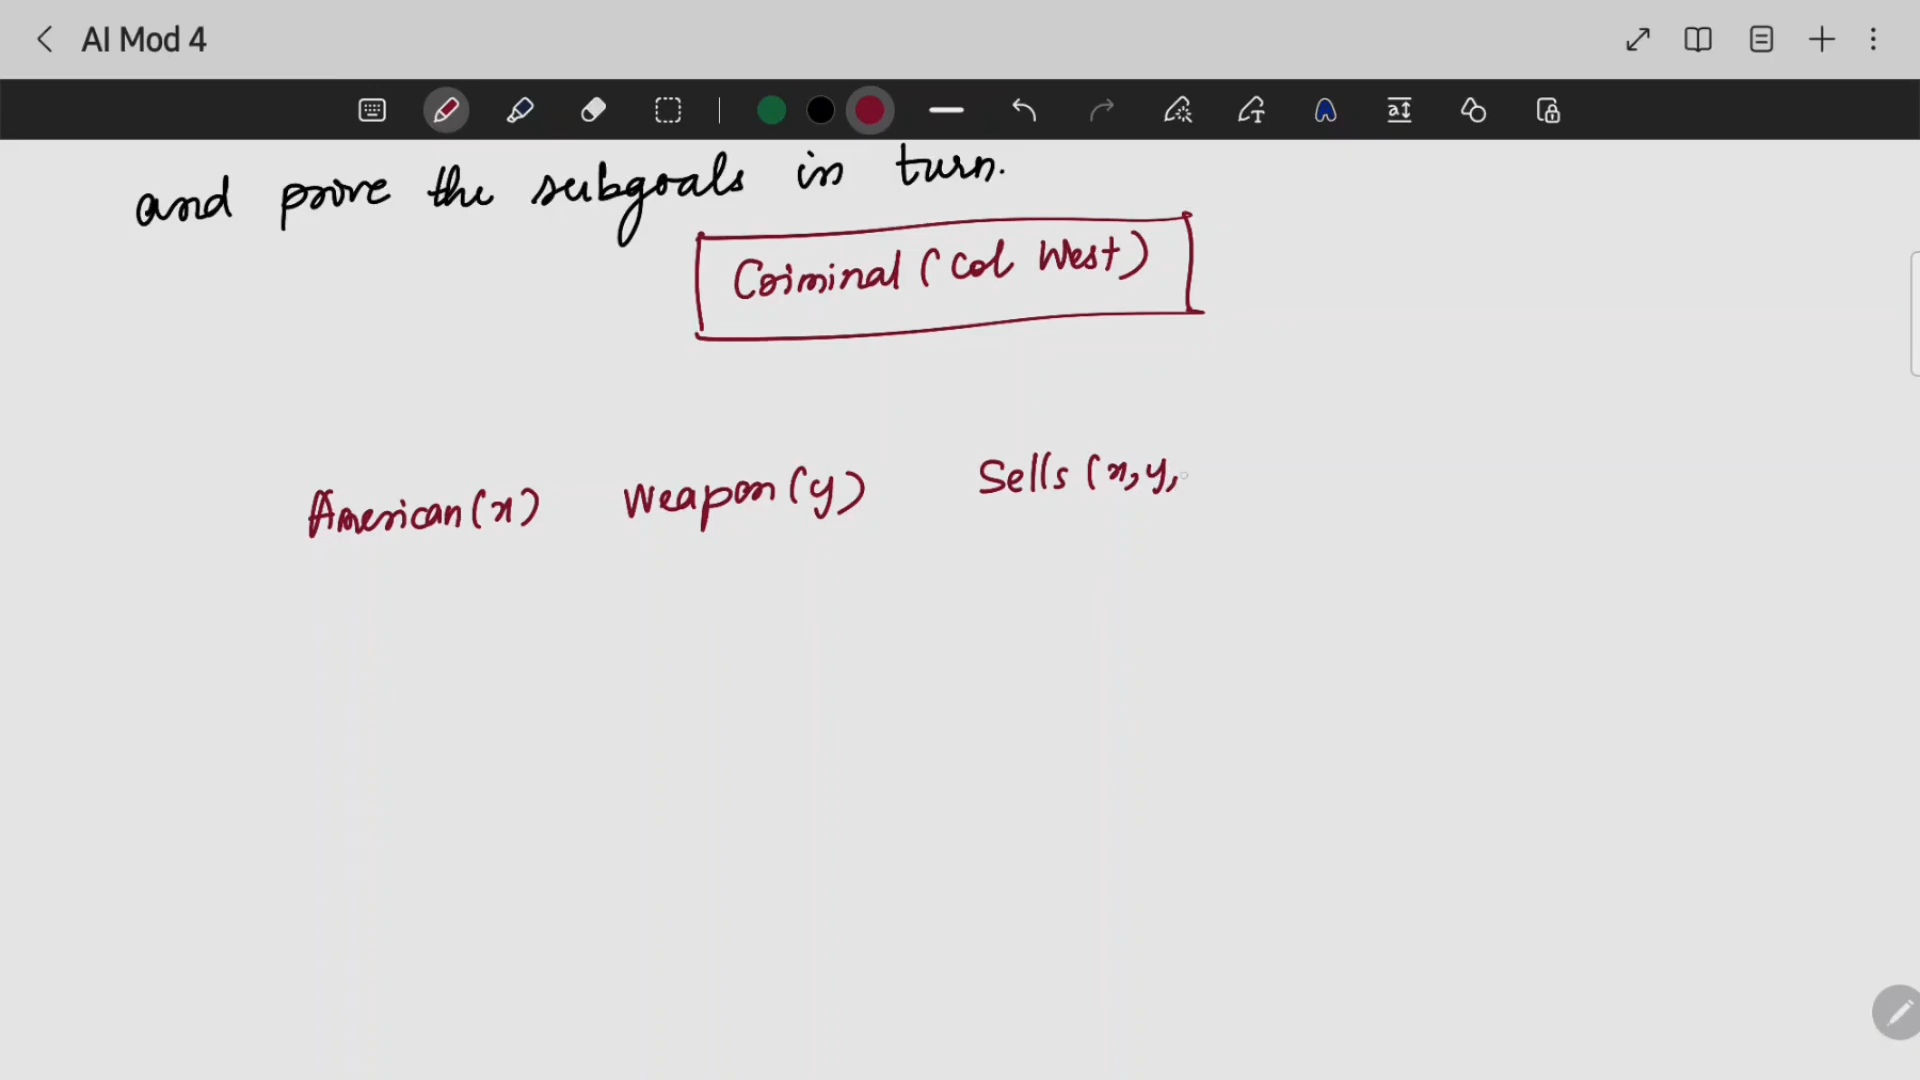 AI Mod 4
and prove the subgoals in turn.
Criminal (Col West)
American (x) Weapon (y) Sells (x, y,